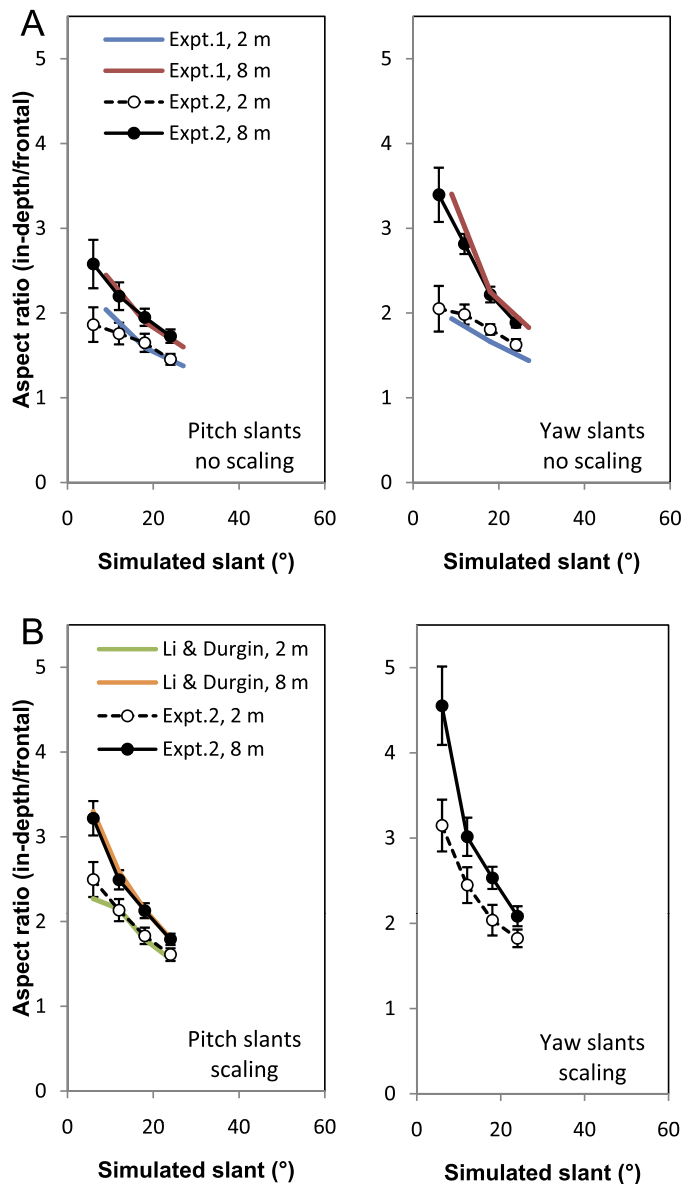 A
Expt.1, 2 m
Expt.1, 8 m
Expt.2, 2 m
Expt.2, 8 m
Aspect ratio (in-depth/frontal)
5
4
3
2
1
0
0 20 40 60
Pitch slants
no scaling
Simulated slant (°)
5
4
3
2
1
0
0 20 40 60
Yaw slants
no scaling
Simulated slant (°)
B
Li & Durgin, 2 m
Li & Durgin, 8 m
Expt.2, 2 m
Expt.2, 8 m
Aspect ratio (in-depth/frontal)
5
4
3
2
1
0
0 20 40 60
Pitch slants
scaling
Simulated slant (°)
5
4
3
2
1
0
0 20 40 60
Yaw slants
scaling
Simulated slant (°)